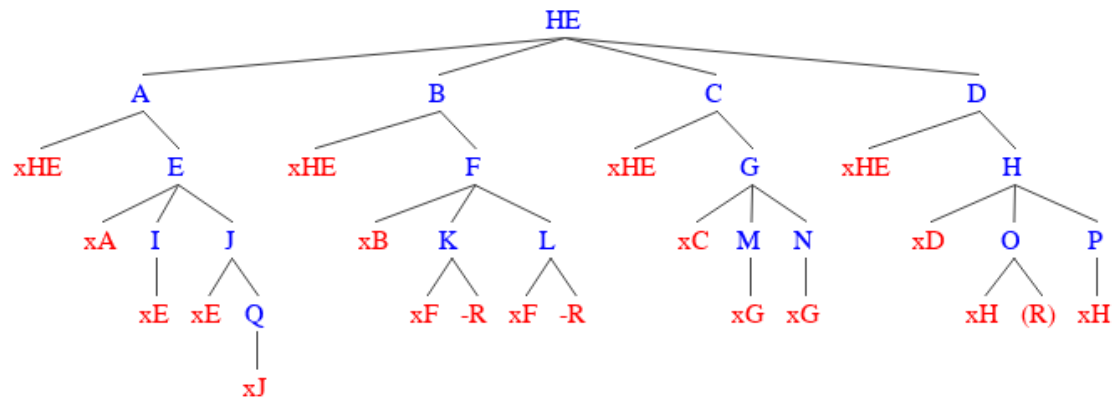 HE
A B C D
xHE E xHE F xHE G xHE H
xA I J xB K L xC M N xD O P
xE xE Q xF -R xF -R xG xG xH (R) xH
xJ